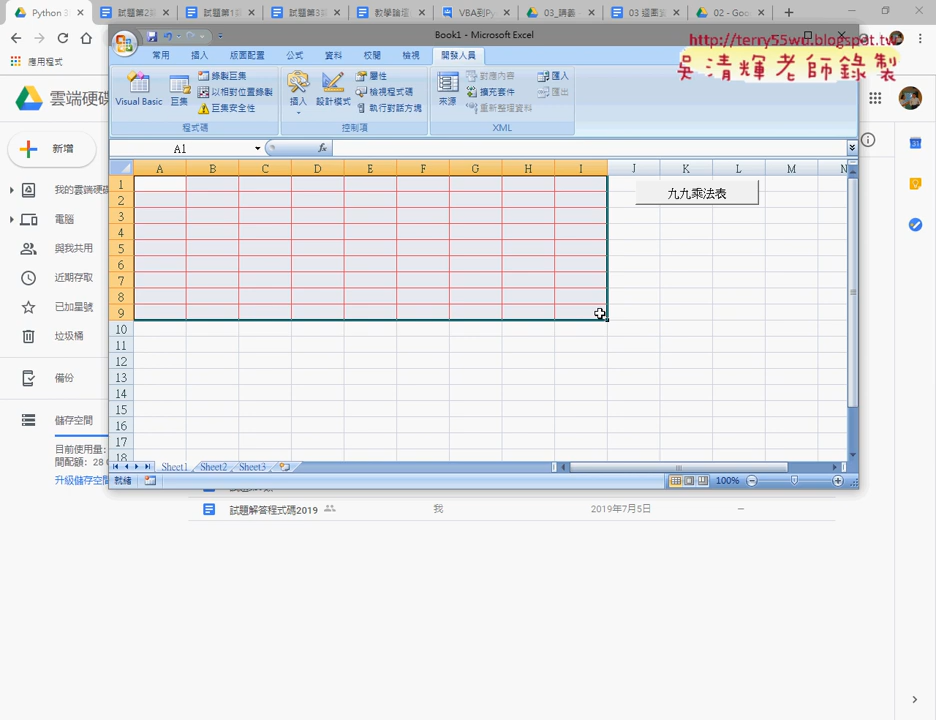 Python 3
試題第2
試題第1
試題第3
教學論壇
VBA到Py
03_講義
03 迴圈
02 - Goo
應用程式
http://terry55wu.blogspot.tw
吳清輝老師錄製
雲端硬碟
新增
我的雲端硬碟
電腦
與我共用
近期存取
已加星號
垃圾桶
備份
儲存空間
目前使用量:
間配額: 28
升級儲存空間
Book1 - Microsoft Excel
常用 插入 版面配置 公式 資料 校閱 檢視 開發人員
Visual Basic
巨集
錄製巨集
以相對位置錄製
巨集安全性
程式碼
插入
設計模式
屬性
檢視程式碼
執行對話方塊
控制項
來源
對應內容
擴充套件
重新整理資料
匯入
匯出
XML
A1
fx
A B C D E F G H I J K L M N
1
2
3
4
5
6
7
8
9
10
11
12
13
14
15
16
17
18
九九乘法表
Sheet1 Sheet2 Sheet3
就緒
100%
試題解答程式碼2019 我 2019年7月5日 –